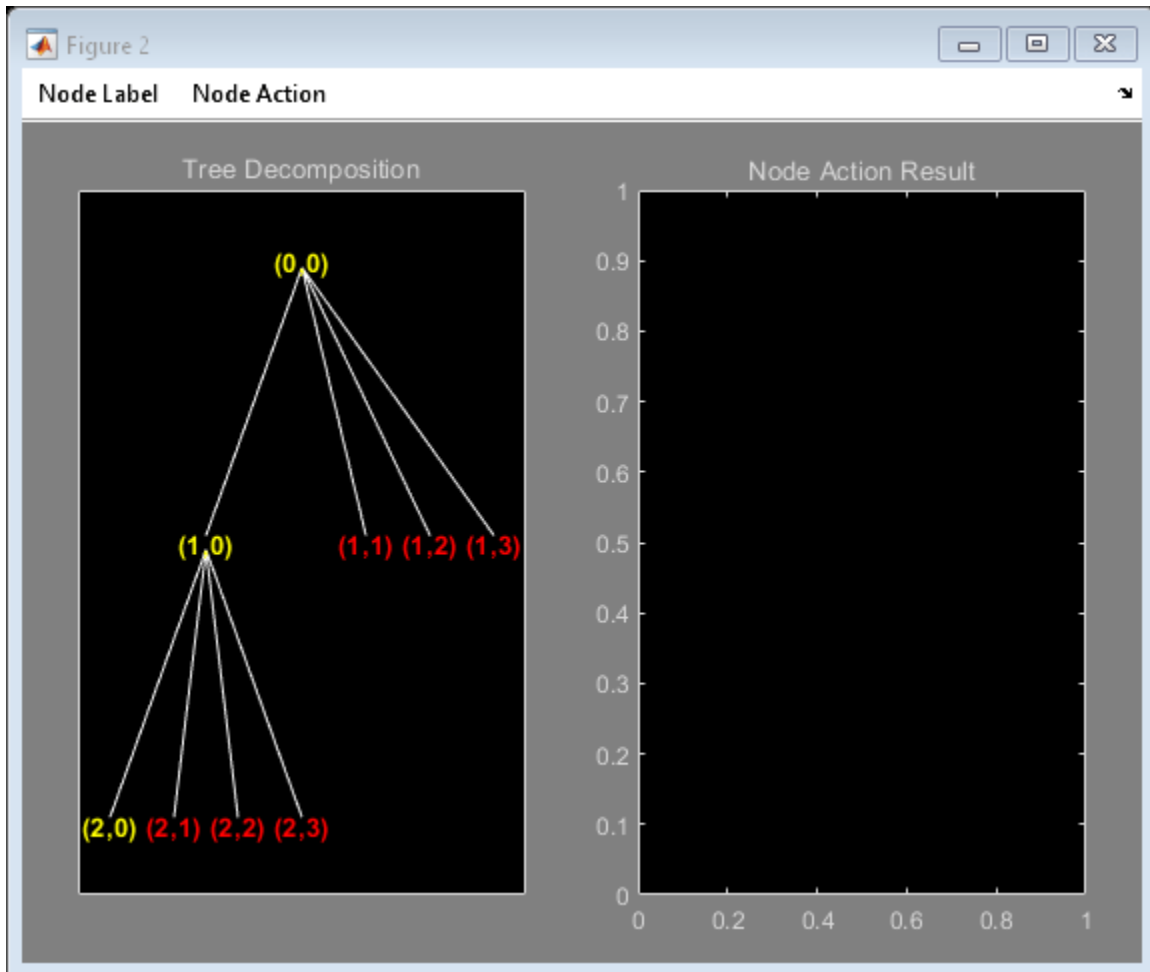 Figure 2
Node Label Node Action
Tree Decomposition
(0,0)
(1,0) (1,1) (1,2) (1,3)
(2,0) (2,1) (2,2) (2,3)
Node Action Result
1
0.9
0.8
0.7
0.6
0.5
0.4
0.3
0.2
0.1
0
0 0.2 0.4 0.6 0.8 1